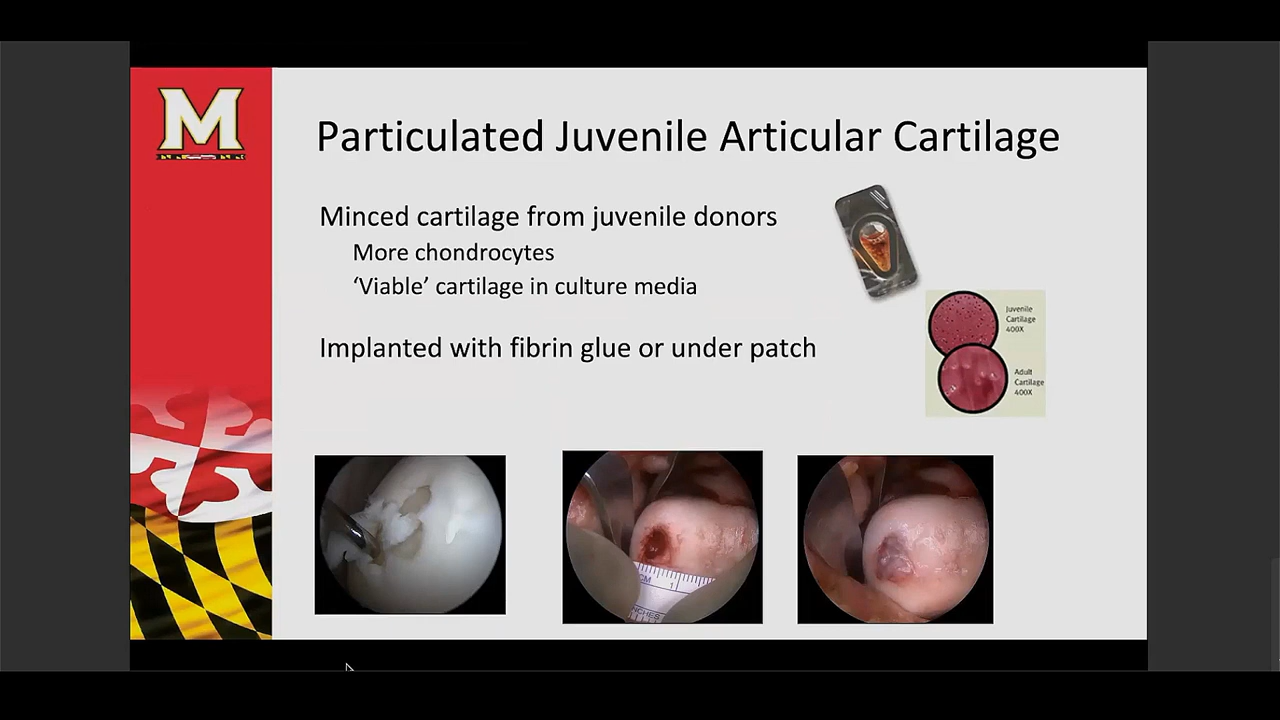 M
Particulated Juvenile Articular Cartilage
Minced cartilage from juvenile donors
More chondrocytes
‘Viable’ cartilage in culture media
Implanted with fibrin glue or under patch
Juvenile
Cartilage
400X
Adult
Cartilage
400X
CM 1
INCHES